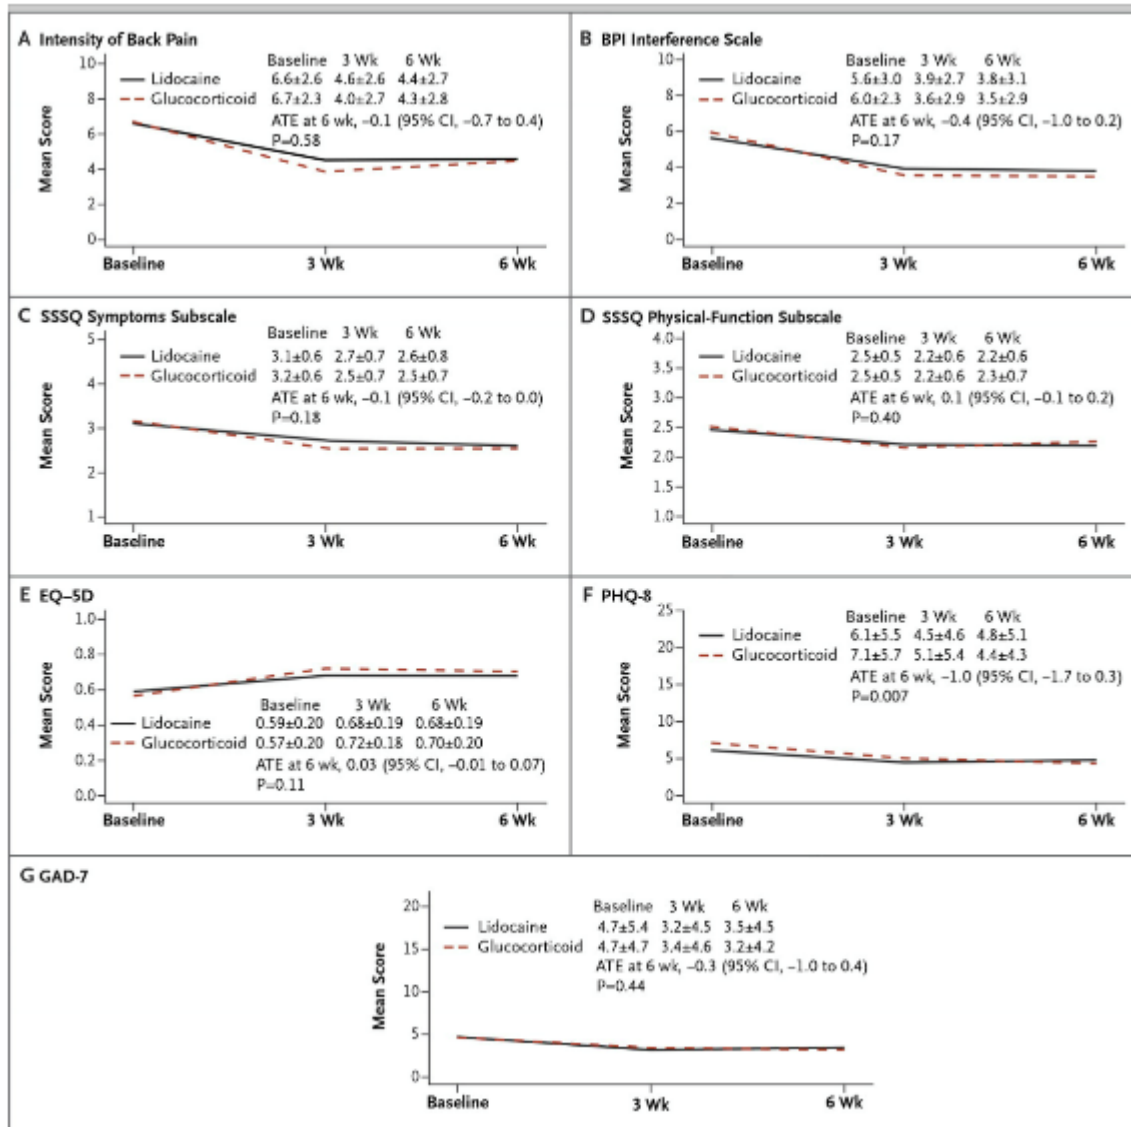 A Intensity of Back Pain
Baseline 3 Wk 6 Wk
Lidocaine 6.6±2.6 4.6±2.6 4.4±2.7
Glucocorticoid 6.7±2.3 4.0±2.7 4.3±2.8
ATE at 6 wk, –0.1 (95% CI, –0.7 to 0.4)
P=0.58
Mean Score
10
8
6
4
2
0
Baseline 3 Wk 6 Wk
B BPI Interference Scale
Baseline 3 Wk 6 Wk
Lidocaine 5.6±3.0 3.9±2.7 3.8±3.1
Glucocorticoid 6.0±2.3 3.6±2.9 3.5±2.9
ATE at 6 wk, –0.4 (95% CI, –1.0 to 0.2)
P=0.17
Mean Score
10
8
6
4
2
0
Baseline 3 Wk 6 Wk
C SSSQ Symptoms Subscale
Baseline 3 Wk 6 Wk
Lidocaine 3.1±0.6 2.7±0.7 2.6±0.8
Glucocorticoid 3.2±0.6 2.5±0.7 2.5±0.7
ATE at 6 wk, –0.1 (95% CI, –0.2 to 0.0)
P=0.18
Mean Score
5
4
3
2
1
Baseline 3 Wk 6 Wk
D SSSQ Physical-Function Subscale
Baseline 3 Wk 6 Wk
Lidocaine 2.5±0.5 2.2±0.6 2.2±0.6
Glucocorticoid 2.5±0.5 2.2±0.6 2.3±0.7
ATE at 6 wk, 0.1 (95% CI, –0.1 to 0.2)
P=0.40
Mean Score
4.0
3.5
3.0
2.5
2.0
1.5
1.0
Baseline 3 Wk 6 Wk
E EQ–5D
Mean Score
1.0
0.8
0.6
0.4
0.2
0.0
Baseline 3 Wk 6 Wk
Lidocaine 0.59±0.20 0.68±0.19 0.68±0.19
Glucocorticoid 0.57±0.20 0.72±0.18 0.70±0.20
ATE at 6 wk, 0.03 (95% CI, –0.01 to 0.07)
P=0.11
Baseline 3 Wk 6 Wk
F PHQ-8
Baseline 3 Wk 6 Wk
Lidocaine 6.1±5.5 4.5±4.6 4.8±5.1
Glucocorticoid 7.1±5.7 5.1±5.4 4.4±4.3
ATE at 6 wk, –1.0 (95% CI, –1.7 to 0.3)
P=0.007
Mean Score
25
20
15
10
5
0
Baseline 3 Wk 6 Wk
G GAD-7
Baseline 3 Wk 6 Wk
Lidocaine 4.7±5.4 3.2±4.5 3.5±4.5
Glucocorticoid 4.7±4.7 3.4±4.6 3.2±4.2
ATE at 6 wk, –0.3 (95% CI, –1.0 to 0.4)
P=0.44
Mean Score
20
15
10
5
0
Baseline 3 Wk 6 Wk